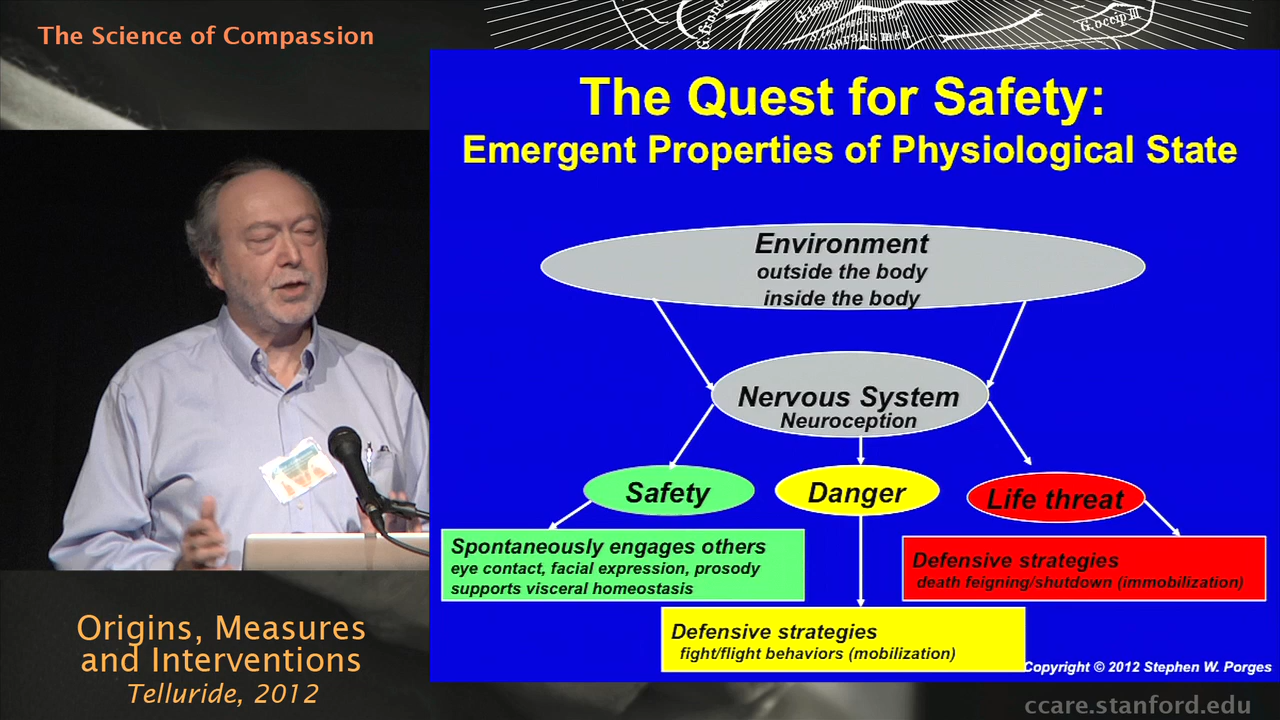 The Science of Compassion
G.occip III
The Quest for Safety:
Emergent Properties of Physiological State
Environment
outside the body
inside the body
Nervous System
Neuroception
Safety
Danger
Life threat
Spontaneously engages others
eye contact, facial expression, prosody
supports visceral homeostasis
Defensive strategies
death feigning/shutdown (immobilization)
Defensive strategies
fight/flight behaviors (mobilization)
Copyright © 2012 Stephen W. Porges
Origins, Measures
and Interventions
Telluride, 2012
ccare.stanford.edu